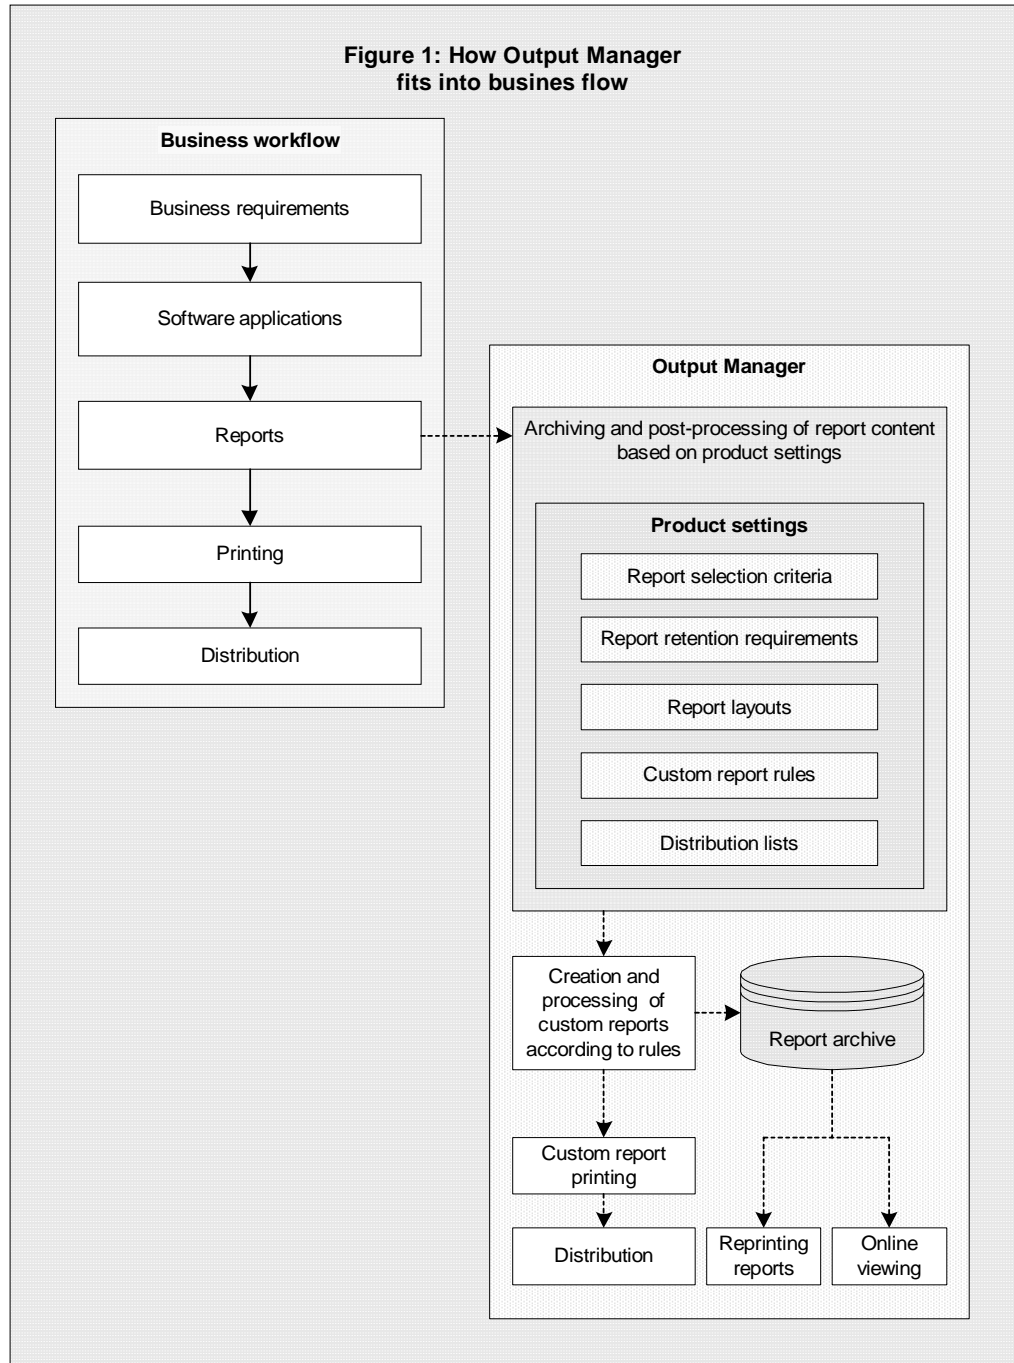 Figure 1: How Output Manager
fits into busines flow
Business workflow
Business requirements
Software applications
Reports
Printing
Distribution
Output Manager
Archiving and post-processing of report content
based on product settings
Product settings
Report selection criteria
Report retention requirements
Report layouts
Custom report rules
Distribution lists
Creation and
processing of
custom reports
according to rules
Report archive
Custom report
printing
Distribution
Reprinting
reports
Online
viewing